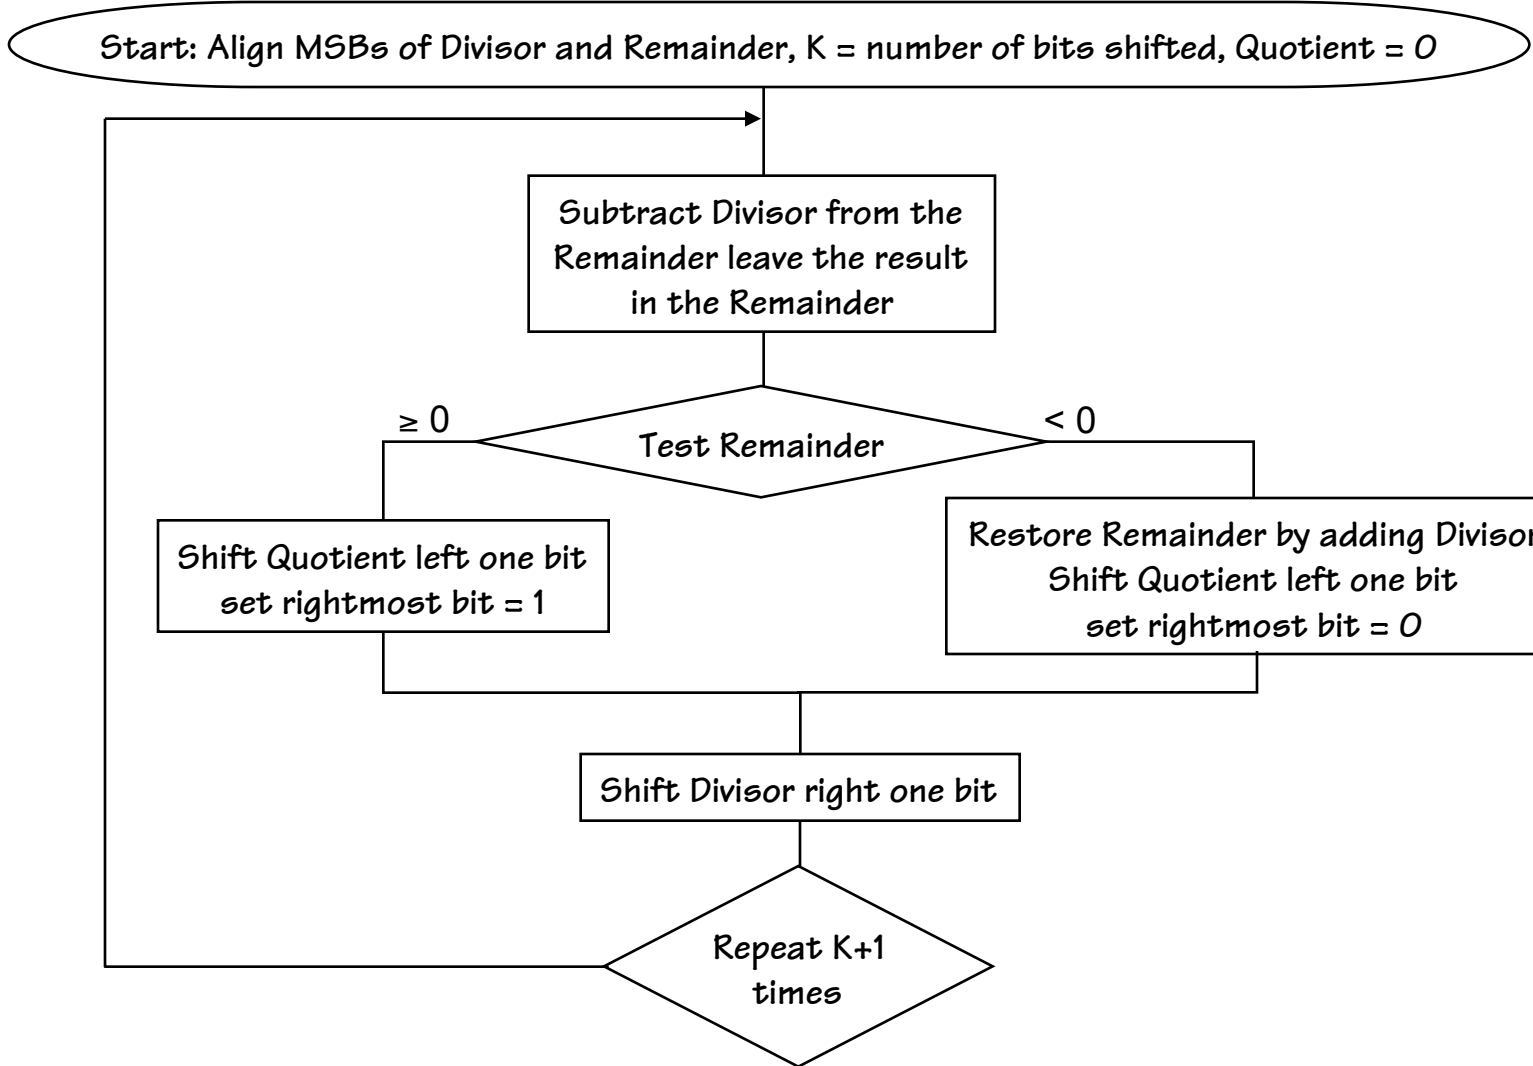 Start: Align MSBs of Divisor and Remainder, K = number of bits shifted, Quotient = 0
Subtract Divisor from the
Remainder leave the result
in the Remainder
≥ 0
< 0
Test Remainder
Shift Quotient left one bit
set rightmost bit = 1
Restore Remainder by adding Divisor
Shift Quotient left one bit
set rightmost bit = 0
Shift Divisor right one bit
Repeat K+1
times